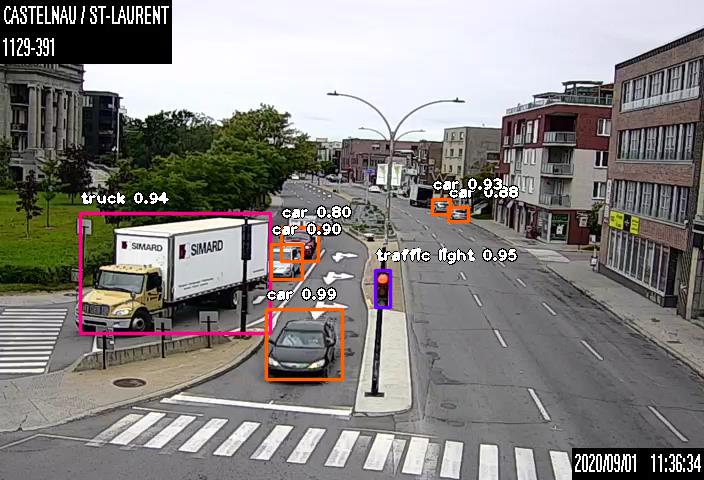 CASTELNAU / ST-LAURENT
1129-391
car 0.93
car 0.88
truck 0.94
car 0.80
car 0.90
traffic light 0.95
SIMARD
SIMARD
car 0.99
2020/09/01 11:36:34